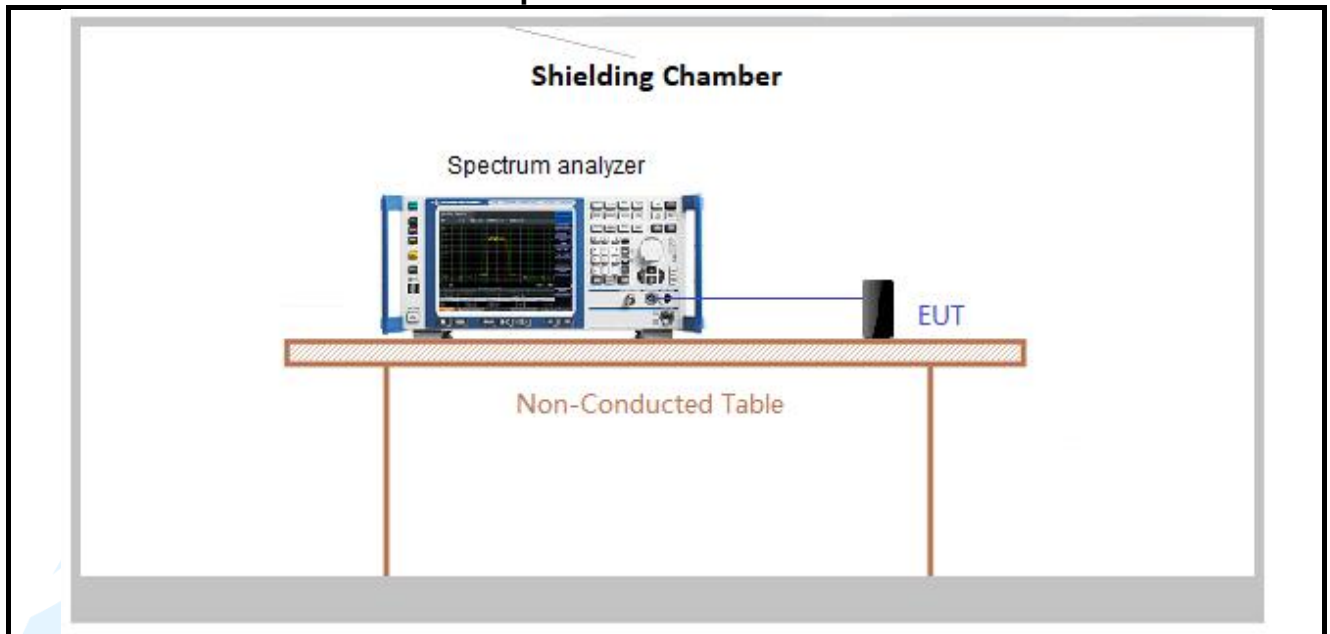 Shielding Chamber
Spectrum analyzer
EUT
Non-Conducted Table